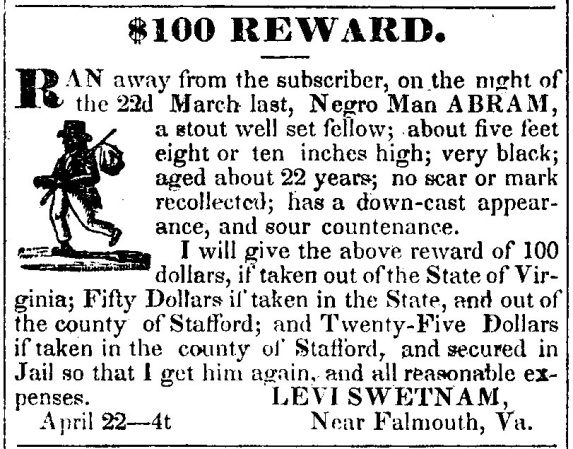 $100 REWARD.
RAN away from the subscriber, on the night of
the 22d March last, Negro Man ABRAM,
a stout well set fellow; about five feet
eight or ten inches high; very black;
aged about 22 years; no scar or mark
recollected; has a down-cast appear-
ance, and sour countenance.
I will give the above reward of 100
dollars, if taken out of the State of Vir-
ginia; Fifty Dollars if taken in the State, and out of
the county of Stafford; and Twenty-Five Dollars
if taken in the county of Stafford, and secured in
Jail so that I get him again, and all reasonable ex-
penses. LEVI SWETNAM,
April 22—4t Near Falmouth, Va.